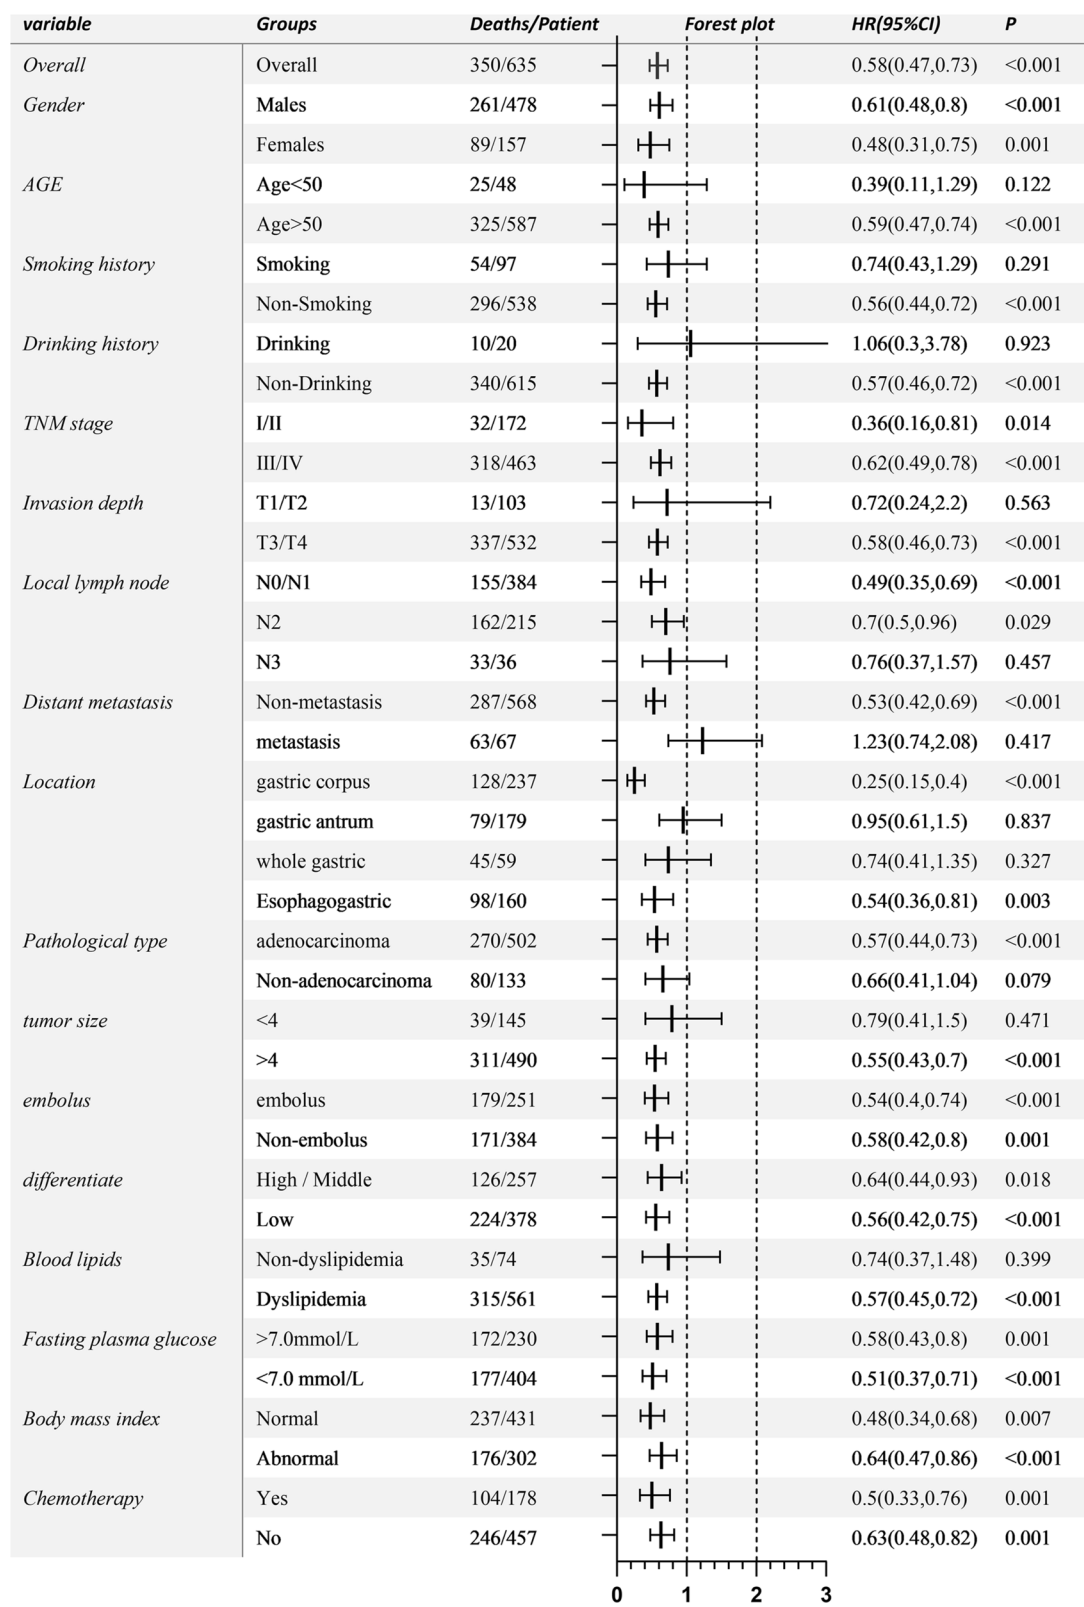 variable Groups Deaths/Patient Forest plot HR(95%CI) P
Overall Overall 350/635 0.58(0.47,0.73) <0.001
Gender Males 261/478 0.61(0.48,0.8) <0.001
Females 89/157 0.48(0.31,0.75) 0.001
AGE Age<50 25/48 0.39(0.11,1.29) 0.122
Age>50 325/587 0.59(0.47,0.74) <0.001
Smoking history Smoking 54/97 0.74(0.43,1.29) 0.291
Non-Smoking 296/538 0.56(0.44,0.72) <0.001
Drinking history Drinking 10/20 1.06(0.3,3.78) 0.923
Non-Drinking 340/615 0.57(0.46,0.72) <0.001
TNM stage I/II 32/172 0.36(0.16,0.81) 0.014
III/IV 318/463 0.62(0.49,0.78) <0.001
Invasion depth T1/T2 13/103 0.72(0.24,2.2) 0.563
T3/T4 337/532 0.58(0.46,0.73) <0.001
Local lymph node N0/N1 155/384 0.49(0.35,0.69) <0.001
N2 162/215 0.7(0.5,0.96) 0.029
N3 33/36 0.76(0.37,1.57) 0.457
Distant metastasis Non-metastasis 287/568 0.53(0.42,0.69) <0.001
metastasis 63/67 1.23(0.74,2.08) 0.417
Location gastric corpus 128/237 0.25(0.15,0.4) <0.001
gastric antrum 79/179 0.95(0.61,1.5) 0.837
whole gastric 45/59 0.74(0.41,1.35) 0.327
Esophagogastric 98/160 0.54(0.36,0.81) 0.003
Pathological type adenocarcinoma 270/502 0.57(0.44,0.73) <0.001
Non-adenocarcinoma 80/133 0.66(0.41,1.04) 0.079
tumor size <4 39/145 0.79(0.41,1.5) 0.471
>4 311/490 0.55(0.43,0.7) <0.001
embolus embolus 179/251 0.54(0.4,0.74) <0.001
Non-embolus 171/384 0.58(0.42,0.8) 0.001
differentiate High / Middle 126/257 0.64(0.44,0.93) 0.018
Low 224/378 0.56(0.42,0.75) <0.001
Blood lipids Non-dyslipidemia 35/74 0.74(0.37,1.48) 0.399
Dyslipidemia 315/561 0.57(0.45,0.72) <0.001
Fasting plasma glucose >7.0mmol/L 172/230 0.58(0.43,0.8) 0.001
<7.0 mmol/L 177/404 0.51(0.37,0.71) <0.001
Body mass index Normal 237/431 0.48(0.34,0.68) 0.007
Abnormal 176/302 0.64(0.47,0.86) <0.001
Chemotherapy Yes 104/178 0.5(0.33,0.76) 0.001
No 246/457 0.63(0.48,0.82) 0.001
0 1 2 3